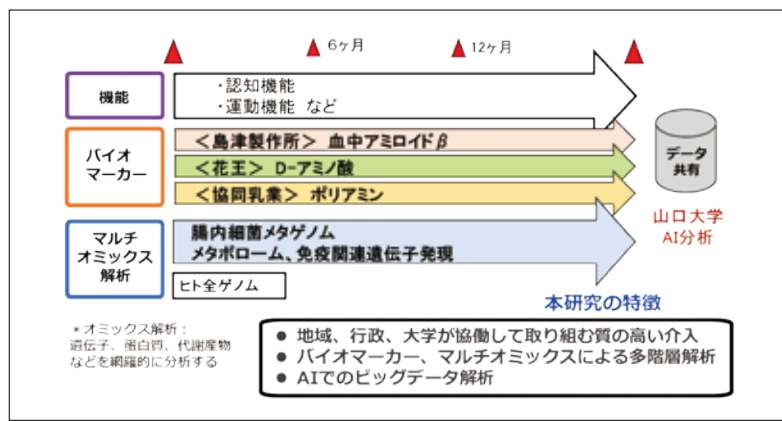 6ヶ月
12ヶ月
機能
・認知機能
・運動機能 など
バイオ
マーカー
＜島津製作所＞ 血中アミロイドβ
＜花王＞ D-アミノ酸
＜協同乳業＞ ポリアミン
データ
共有
山口大学
AI分析
マルチ
オミックス
解析
腸内細菌メタゲノム
メタボローム、免疫関連遺伝子発現
ヒト全ゲノム
本研究の特徴
＊オミックス解析：
遺伝子、蛋白質、代謝産物
などを網羅的に分析する
● 地域、行政、大学が協働して取り組む質の高い介入
● バイオマーカー、マルチオミックスによる多階層解析
● AIでのビッグデータ解析